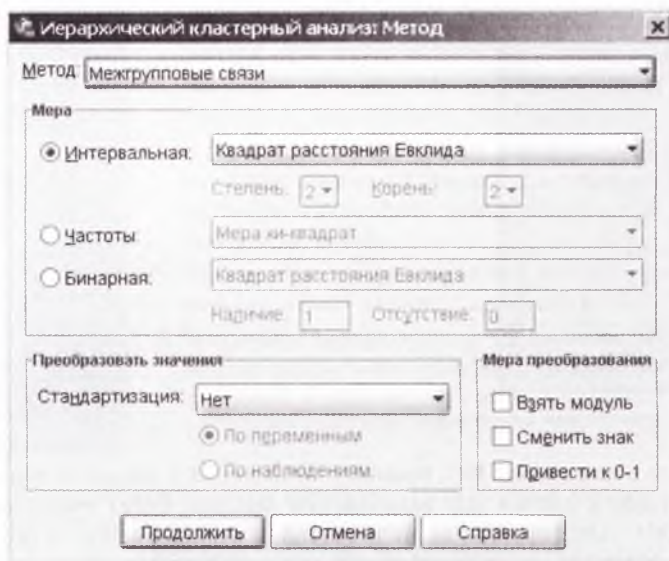 Иерархический кластерный анализ: Метод
Метод: Межгрупповые связи
Мера
Интервальная: Квадрат расстояния Евклида
Степень: 2 Корень: 2
Частоты: Мера хи-квадрат
Бинарная: Квадрат расстояния Евклида
Наличие: 1 Отсутствие: 0
Преобразовать значения
Стандартизация: Нет
По переменным
По наблюдениям
Мера преобразования
Взять модуль
Сменить знак
Привести к 0-1
Продолжить Отмена Справка